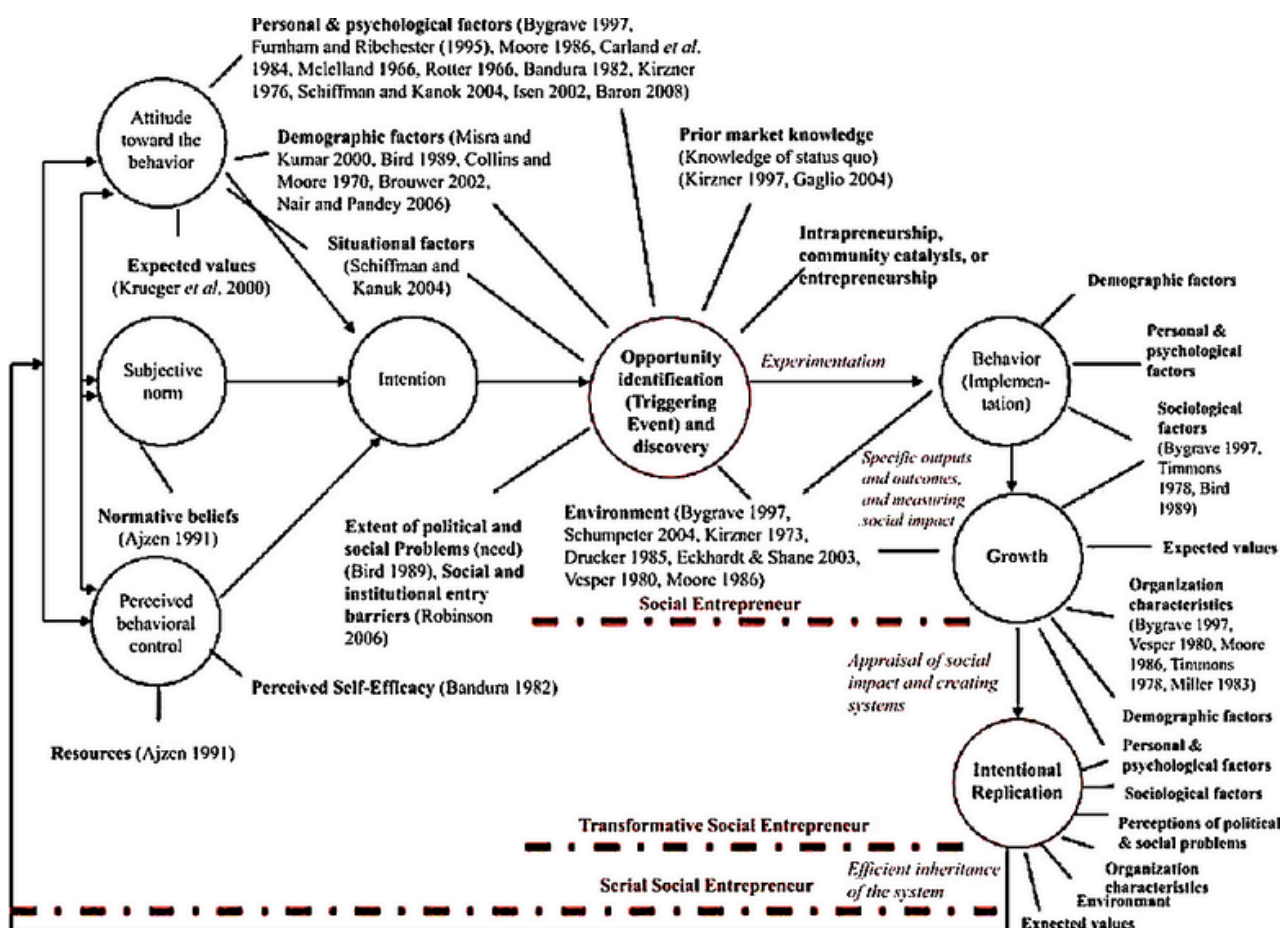 Personal & psychological factors (Bygrave 1997,
Furnham and Ribchester (1995), Moore 1986, Carland et al.
1984, Mclelland 1966, Rotter 1966, Bandura 1982, Kirzner
1976, Schiffman and Kanok 2004, Isen 2002, Baron 2008)
Attitude
toward the
behavior
Demographic factors (Misra and
Kumar 2000, Bird 1989, Collins and
Moore 1970, Brouwer 2002,
Nair and Pandey 2006)
Prior market knowledge
(Knowledge of status quo)
(Kirzner 1997, Gaglio 2004)
Situational factors
(Schiffman and
Kanuk 2004)
Intrapreneurship,
community catalysis, or
entrepreneurship
Expected values
(Krueger et al, 2000)
Demographic factors
Subjective
norm
Intention
Opportunity
identification
(Triggering
Event) and
discovery
Experimentation
Behavior
(Implemen-
tation)
Personal &
psychological
factors
Sociological
factors
(Bygrave 1997,
Timmons
1978, Bird
1989)
Specific outputs
and outcomes,
and measuring
social impact
Normative beliefs
(Ajzen 1991)
Extent of political and
social Problems (need)
(Bird 1989), Social and
institutional entry
barriers (Robinson
2006)
Environment (Bygrave 1997,
Schumpeter 2004, Kirzner 1973,
Drucker 1985, Eckhardt & Shane 2003,
Vesper 1980, Moore 1986)
Growth
Expected values
Perceived
behavioral
control
Social Entrepreneur
Organization
characteristics
(Bygrave 1997,
Vesper 1980, Moore
1986, Timmons
1978, Miller 1983)
Perceived Self-Efficacy (Bandura 1982)
Appraisal of social
impact and creating
systems
Resources (Ajzen 1991)
Demographic factors
Intentional
Replication
Personal &
psychological factors
Sociological factors
Perceptions of political
& social problems
Transformative Social Entrepreneur
Efficient inheritance
of the system
Serial Social Entrepreneur
Organization
characteristics
Environmant
Expected values